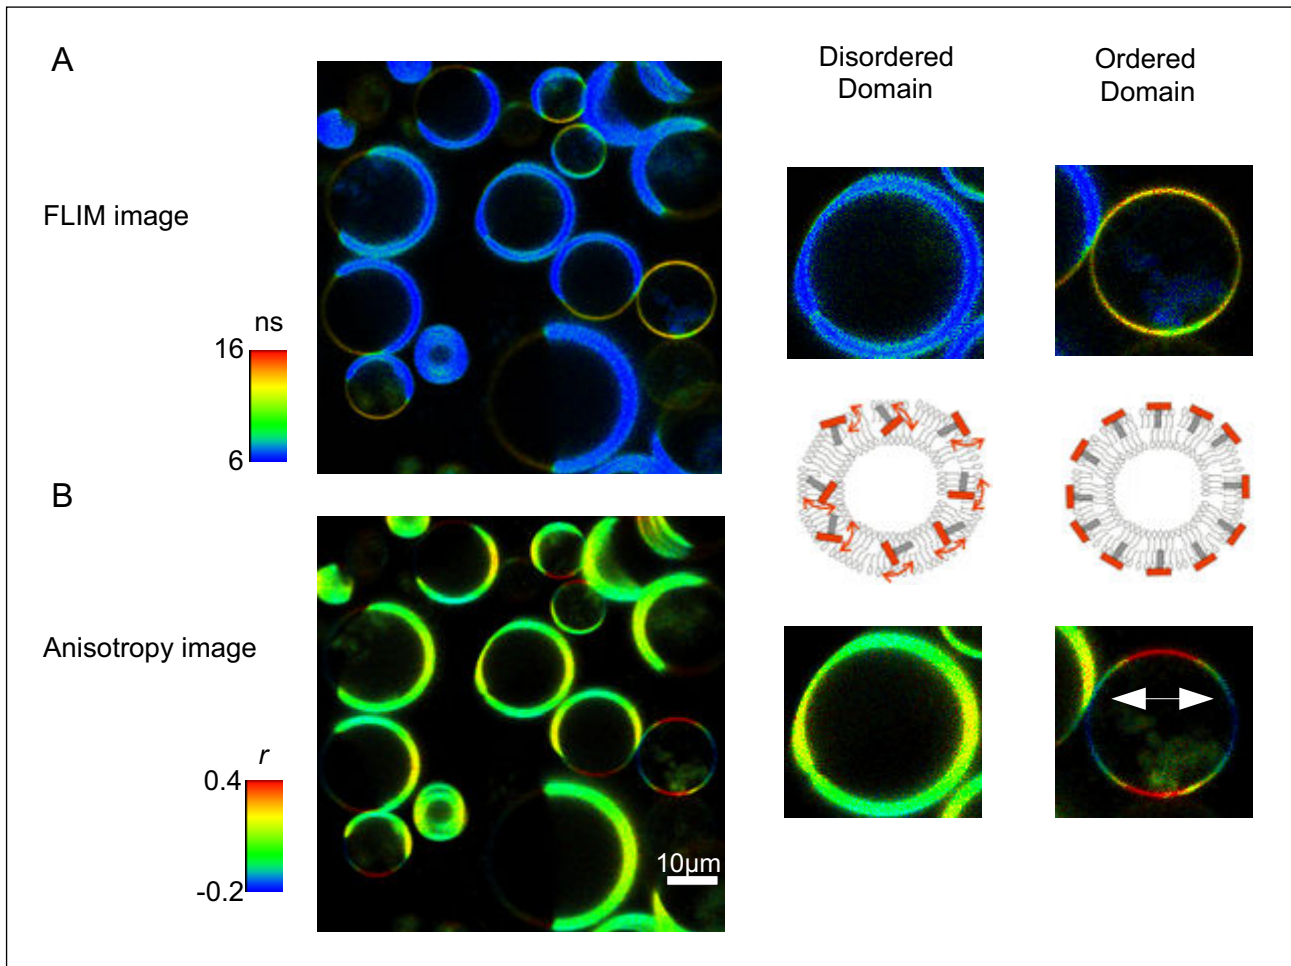 A
Disordered
Domain
Ordered
Domain
FLIM image
ns
16
6
B
Anisotropy image
r
0.4
-0.2
10μm